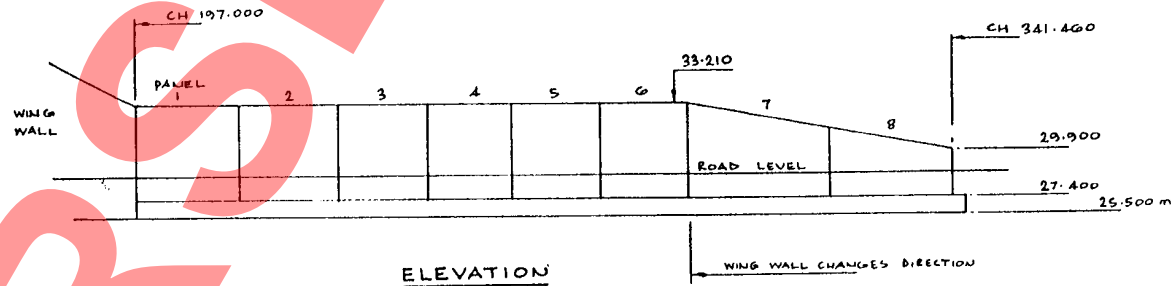 CH 197.000
CH 341.460
33.210
PANEL
1 2 3 4 5 6 7 8
WING
WALL
29.900
ROAD LEVEL
27.400
25.500 m
ELEVATION
WING WALL CHANGES DIRECTION